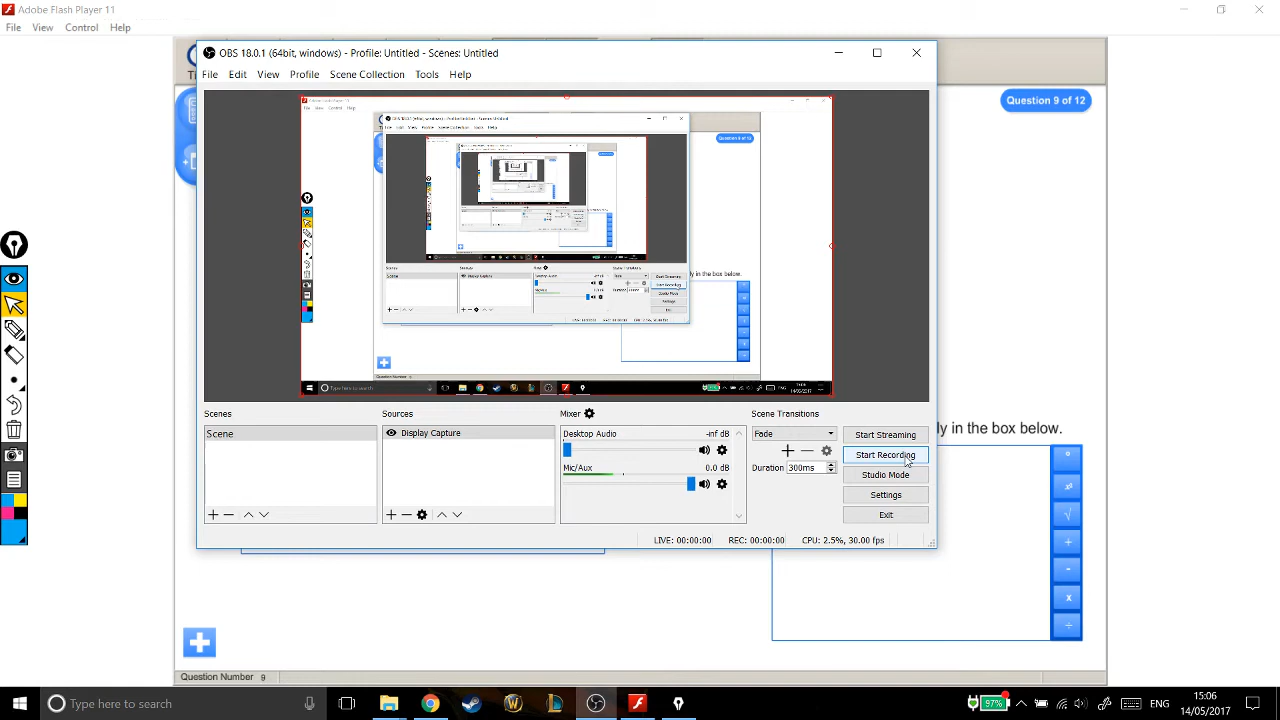 Adobe Flash Player 11
File View Control Help
OBS 18.0.1 (64bit, windows) - Profile: Untitled - Scenes: Untitled
File Edit View Profile Scene Collection Tools Help
Question 9 of 12
Scenes
Sources
Mixer
Scene Transitions
Scene
Display Capture
Desktop Audio -inf dB
Mic/Aux 0.0 dB
Fade
Duration 300ms
Start Streaming
Start Recording
Studio Mode
Settings
Exit
LIVE: 00:00:00 REC: 00:00:00 CPU: 2.5%, 30.00 fps
ly in the box below.
x²
√
+
-
x
÷
Question Number 9
Type here to search
97%
ENG
15:06
14/05/2017